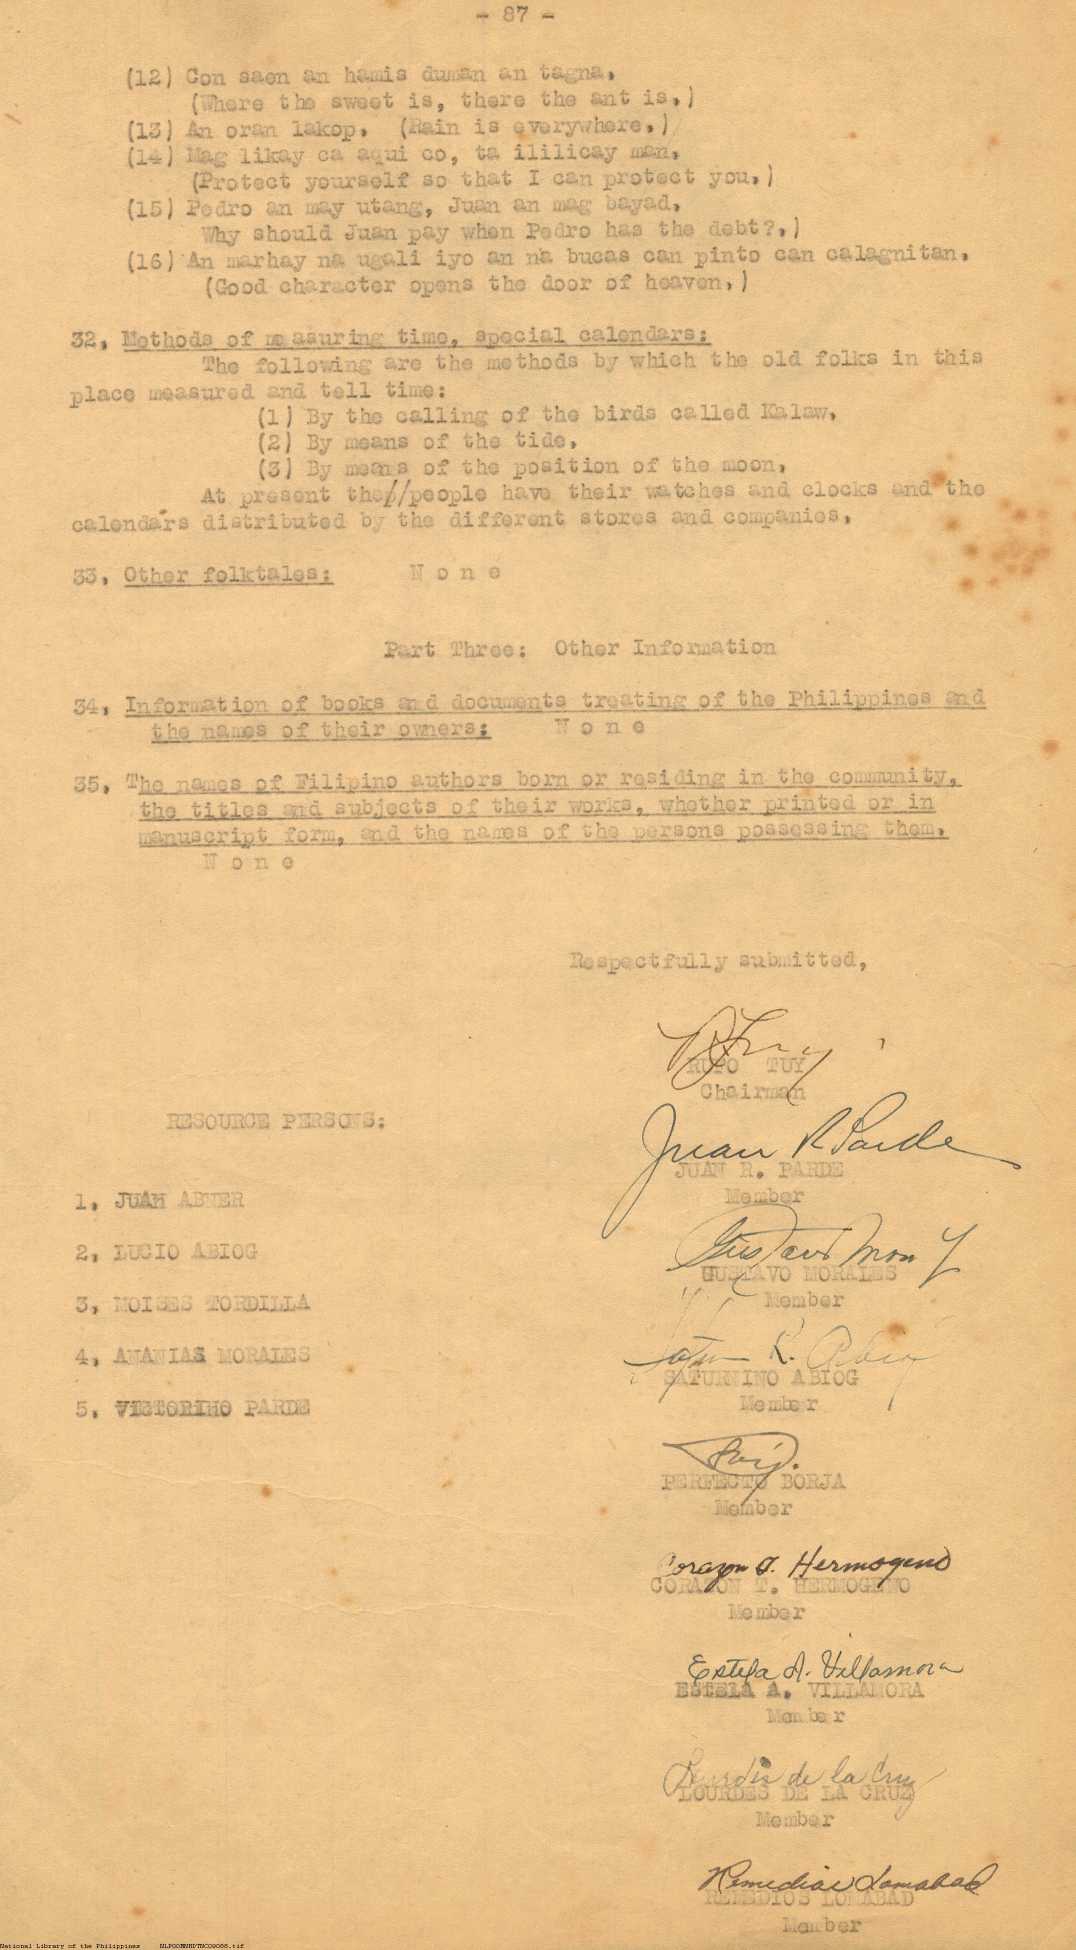 - 87 -
(12) Con saen an hamis duman an tagna.
(Where the sweet is, there the ant is.)
(13) An oran lakop. (Rain is everywhere.)
(14) Mag likay ca aqui co, ta ililicay man.
(Protect yourself so that I can protect you.)
(15) Pedro an may utang, Juan an mag bayad.
Why should Juan pay when Pedro has the debt?.)
(16) An marhay na ugali iyo an na bucas can pinto can calagnitan.
(Good character opens the door of heaven.)
32. Methods of measuring time, special calendars:
The following are the methods by which the old folks in this
place measured and tell time:
(1) By the calling of the birds called Kalaw.
(2) By means of the tide.
(3) By means of the position of the moon.
At present the people have their watches and clocks and the
calendars distributed by the different stores and companies.
33. Other folktales: N o n e
Part Three: Other Information
34. Information of books and documents treating of the Philippines and
the names of their owners: N o n e
35. The names of Filipino authors born or residing in the community,
the titles and subjects of their works, whether printed or in
manuscript form, and the names of the persons possessing them.
N o n e
Respectfully submitted,
RUPO TUY
Chairman
RESOURCE PERSONS:
Juan R Parde
JUAN R. PARDE
Member
1. JUAN ABNER
2. LUCIO ABIOG
GUSTAVO MORALES
Member
3. MOISES TORDILLA
4. ANANIAS MORALES
SATURNINO ABIOG
Member
5. VICTORINO PARDE
PERFECTO BORJA
Member
Corazon T. Hermogeno
CORAZON T. HERMOGENO
Member
Estela A. Villamora
ESTELA A. VILLAMORA
Member
Lourdes de la Cruz
LOURDES DE LA CRUZ
Member
Remedios Lomabad
REMEDIOS LOMABAD
Member
National Library of the Philippines